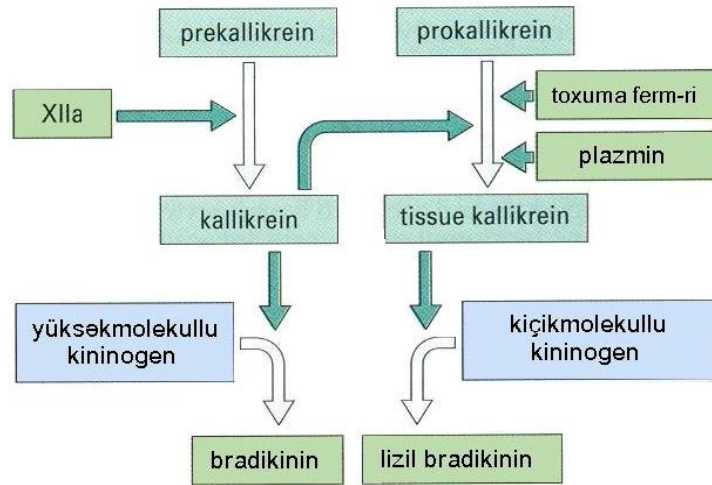 prekallikrein
prokallikrein
XIIa
toxuma ferm-ri
plazmin
kallikrein
tissue kallikrein
yüksəkmolekullu
kininogen
kiçikmolekullu
kininogen
bradikinin
lizil bradikinin